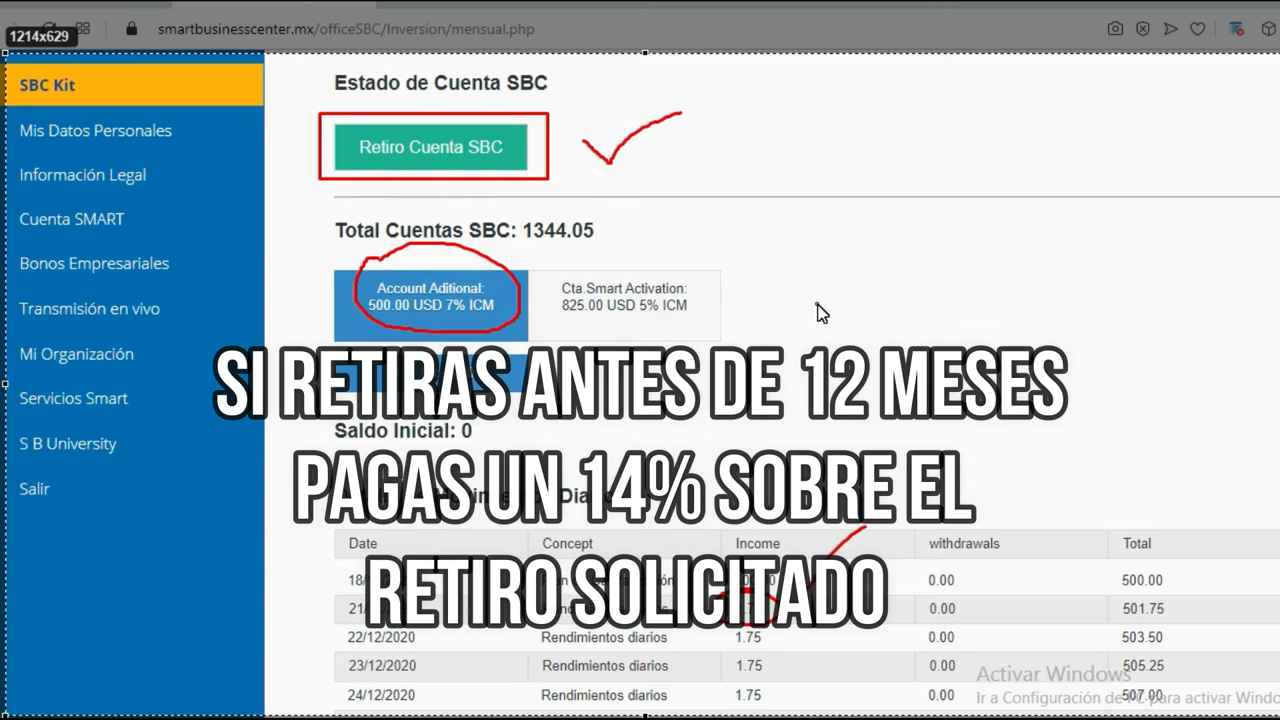 smartbusinesscenter.mx/officeSBC/Inversion/mensual.php
1214x629
SBC Kit
Mis Datos Personales
Información Legal
Cuenta SMART
Bonos Empresariales
Transmisión en vivo
Mi Organización
Servicios Smart
S B University
Salir
Estado de Cuenta SBC
Retiro Cuenta SBC
Total Cuentas SBC: 1344.05
Account Aditional:
500.00 USD 7% ICM
Cta.Smart Activation:
825.00 USD 5% ICM
SI RETIRAS ANTES DE 12 MESES
Saldo Inicial: 0
PAGAS UN 14% SOBRE EL
RETIRO SOLICITADO
Date Concept Income withdrawals Total
0.00 500.00
0.00 501.75
22/12/2020 Rendimientos diarios 1.75 0.00 503.50
23/12/2020 Rendimientos diarios 1.75 0.00 505.25
24/12/2020 Rendimientos diarios 1.75 0.00 507.00
Activar Windows
Ir a Configuración de PC para activar Windo